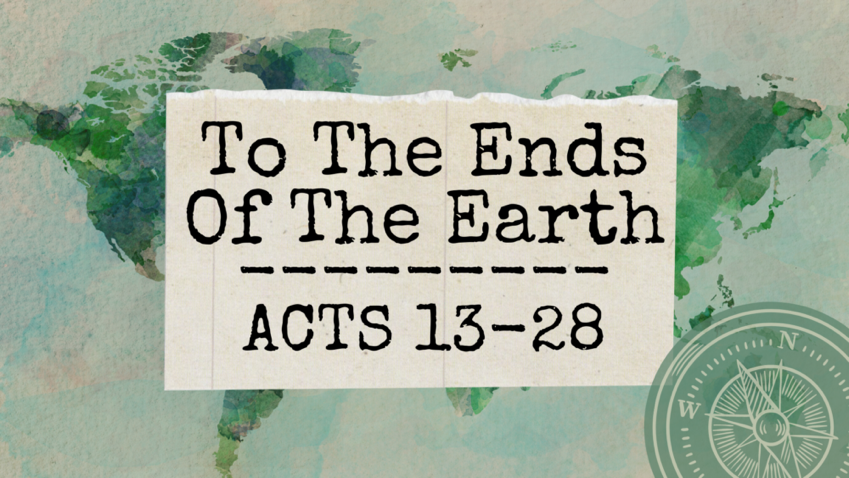 To The Ends
Of The Earth
ACTS 13-28
N
W